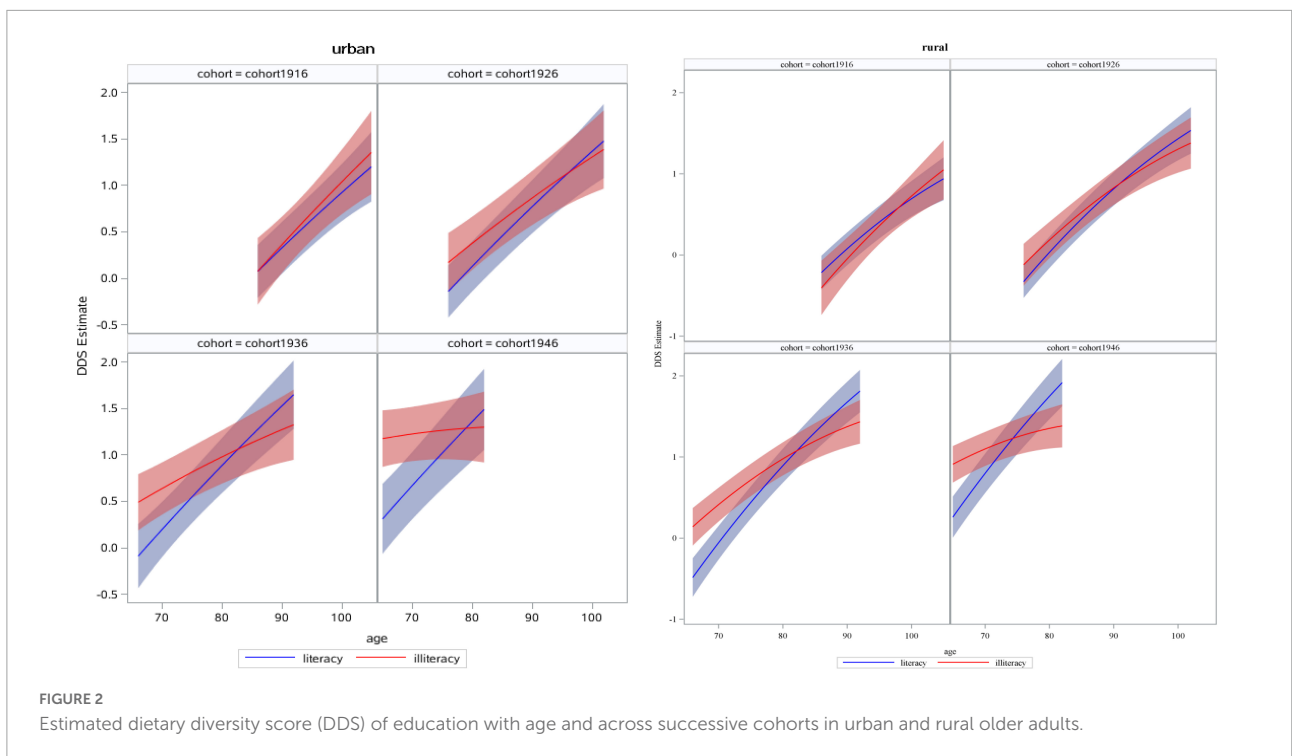 urban
cohort = cohort1916
cohort = cohort1926
2.0
1.5
1.0
0.5
0.0
-0.5
DDS Estimate
cohort = cohort1936
cohort = cohort1946
2.0
1.5
1.0
0.5
0.0
-0.5
70 80 90 100
70 80 90 100
age
literacy illiteracy
rural
cohort = cohort1916
cohort = cohort1926
2
1
0
-1
DDS Estimate
cohort = cohort1936
cohort = cohort1946
2
1
0
-1
70 80 90 100
70 80 90 100
age
literacy illiteracy
FIGURE 2
Estimated dietary diversity score (DDS) of education with age and across successive cohorts in urban and rural older adults.